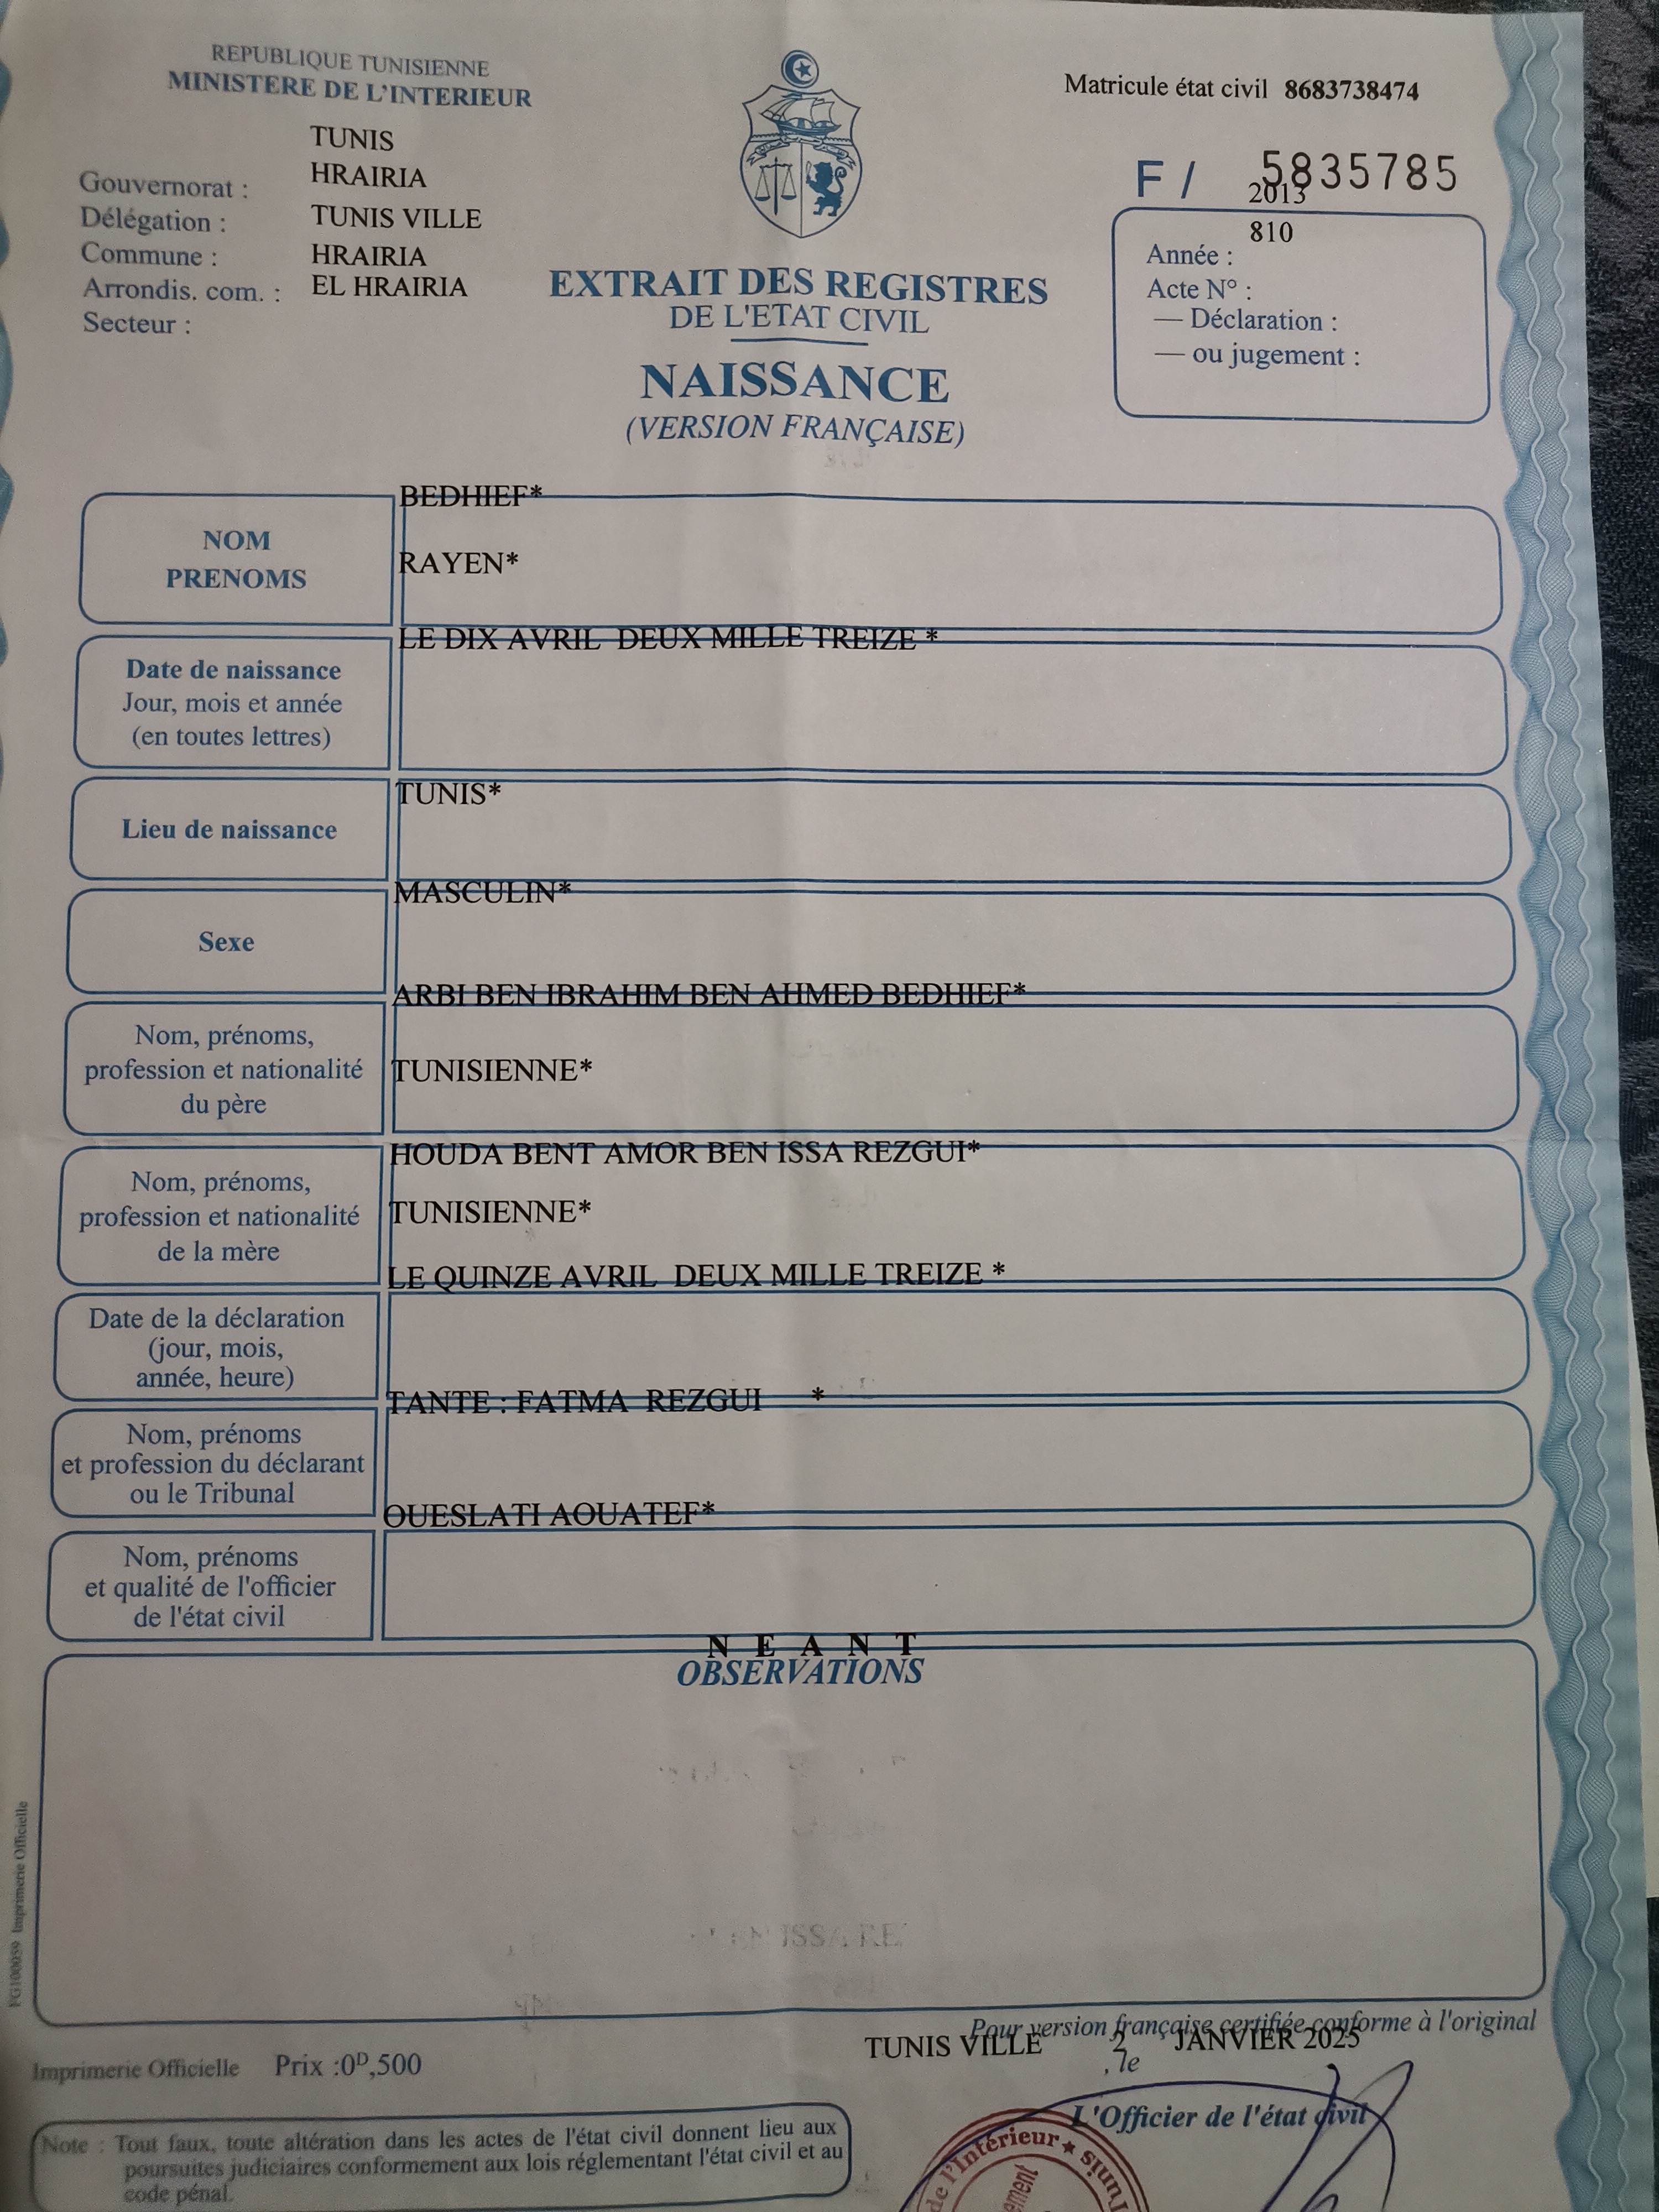 REPUBLIQUE TUNISIENNE
MINISTERE DE L'INTERIEUR
Matricule état civil 8683738474
TUNIS
HRAIRIA
Gouvernorat :
Délégation : TUNIS VILLE
Commune : HRAIRIA
Arrondis. com. : EL HRAIRIA
Secteur :
F / 5835785
2013
810
Année :
Acte N° :
— Déclaration :
— ou jugement :
EXTRAIT DES REGISTRES
DE L'ETAT CIVIL
NAISSANCE
(VERSION FRANÇAISE)
BEDHIEF*
NOM
PRENOMS
RAYEN*
LE DIX AVRIL DEUX MILLE TREIZE *
Date de naissance
Jour, mois et année
(en toutes lettres)
TUNIS*
Lieu de naissance
MASCULIN*
Sexe
ARBI BEN IBRAHIM BEN AHMED BEDHIEF*
Nom, prénoms,
profession et nationalité
du père
TUNISIENNE*
HOUDA BENT AMOR BEN ISSA REZGUI*
Nom, prénoms,
profession et nationalité
de la mère
TUNISIENNE*
LE QUINZE AVRIL DEUX MILLE TREIZE *
Date de la déclaration
(jour, mois,
année, heure)
TANTE : FATMA REZGUI *
Nom, prénoms
et profession du déclarant
ou le Tribunal
OUESLATI AOUATEF*
Nom, prénoms
et qualité de l'officier
de l'état civil
N E A N T
OBSERVATIONS
FG100059 Imprimerie Officielle
Pour version française certifiée conforme à l'original
TUNIS VILLE 2 JANVIER 2025
, le
Imprimerie Officielle Prix :0ᴰ,500
L'Officier de l'état civil
Note : Tout faux, toute altération dans les actes de l'état civil donnent lieu aux
poursuites judiciaires conformement aux lois réglementant l'état civil et au
code pénal.
de l'Intérieur ★
Tunis